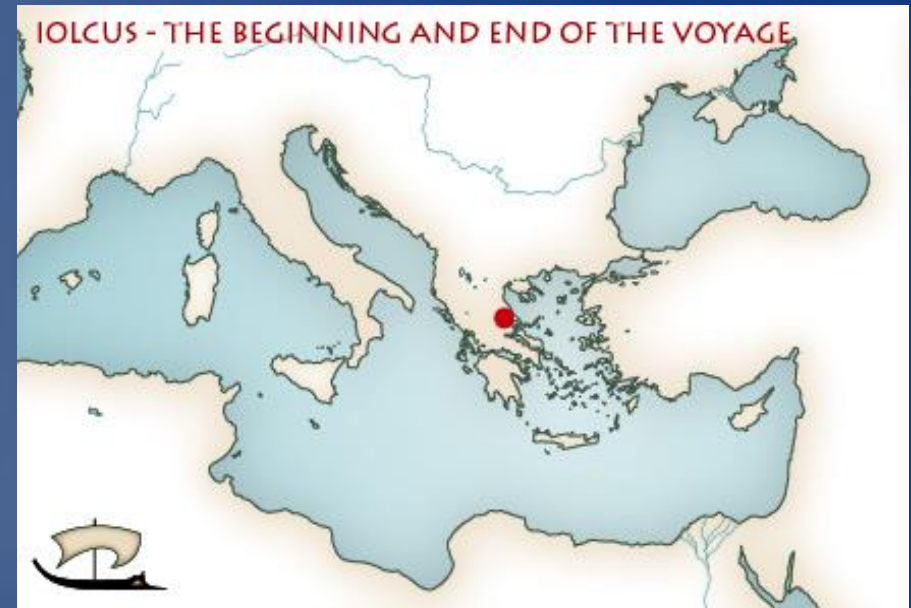 IOLCUS - THE BEGINNING AND END OF THE VOYAGE